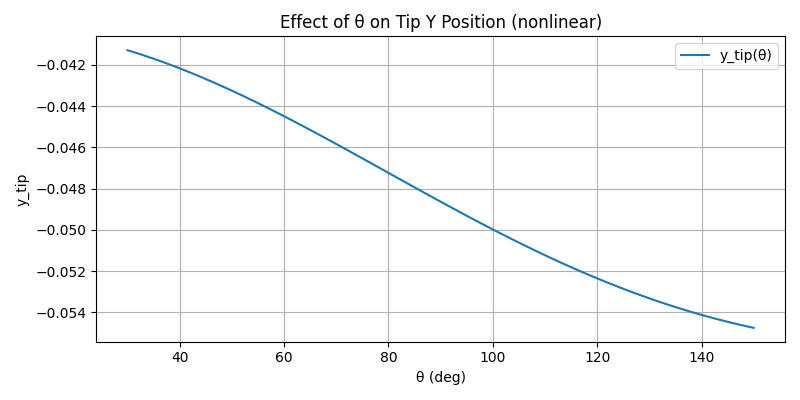 Effect of θ on Tip Y Position (nonlinear)
y_tip(θ)
y_tip
−0.042
−0.044
−0.046
−0.048
−0.050
−0.052
−0.054
40 60 80 100 120 140
θ (deg)